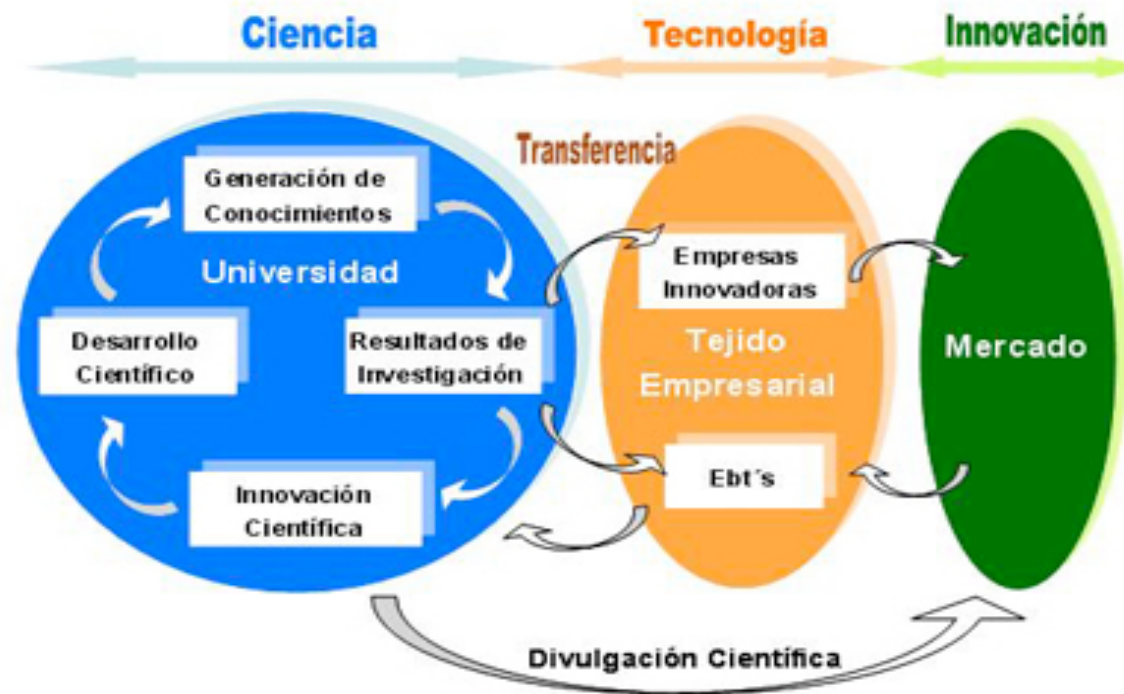 Ciencia
Tecnología
Innovación
Transferencia
Generación de
Conocimientos
Universidad
Desarrollo
Científico
Resultados de
Investigación
Innovación
Científica
Empresas
Innovadoras
Tejido
Empresarial
Ebt´s
Mercado
Divulgación Científica